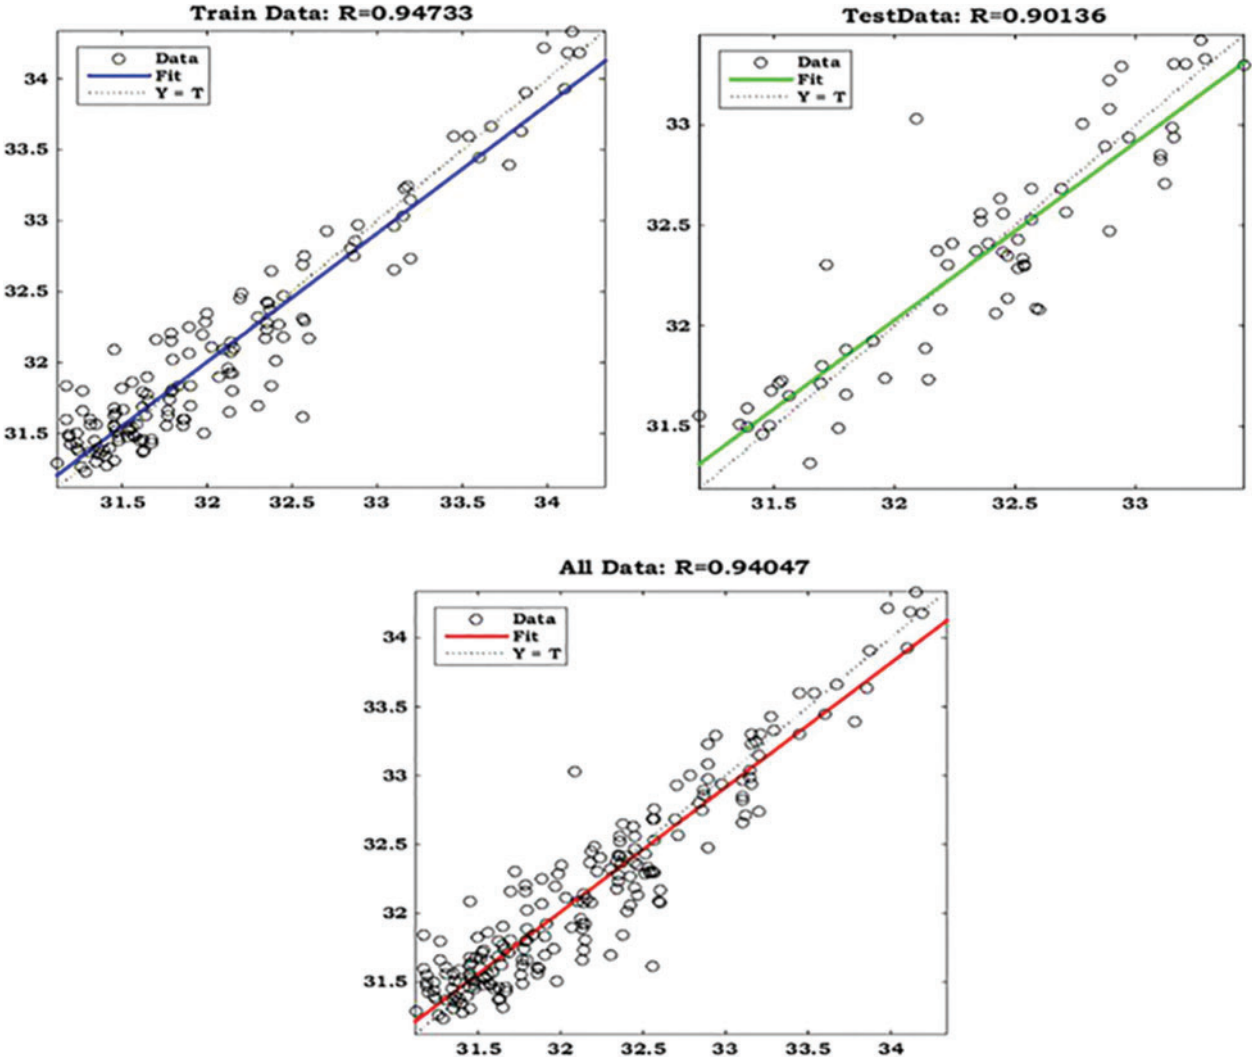 Train Data: R=0.94733
Data
Fit
Y = T
34
33.5
33
32.5
32
31.5
31.5 32 32.5 33 33.5 34
TestData: R=0.90136
Data
Fit
Y = T
33
32.5
32
31.5
31.5 32 32.5 33
All Data: R=0.94047
Data
Fit
Y = T
34
33.5
33
32.5
32
31.5
31.5 32 32.5 33 33.5 34